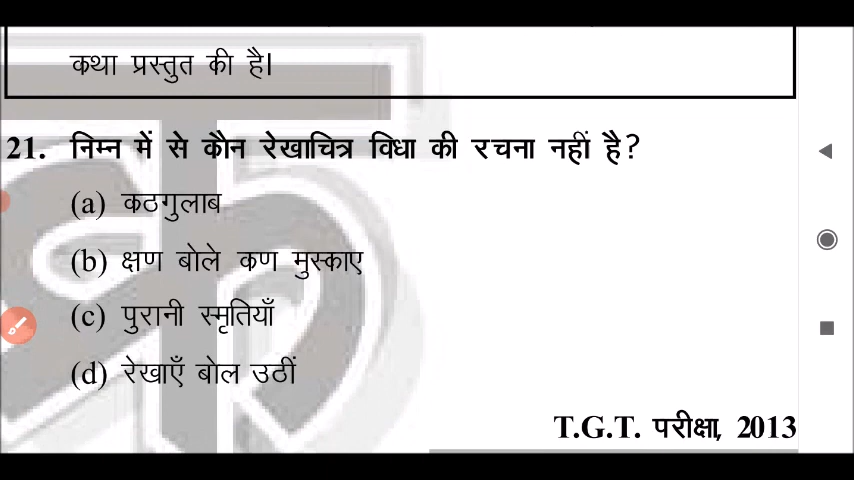 कथा प्रस्तुत की है।
21. निम्न में से कौन रेखाचित्र विधा की रचना नहीं है?
(a) कठगुलाब
(b) क्षण बोले कण मुस्काए
(c) पुरानी स्मृतियाँ
(d) रेखाएँ बोल उठीं
T.G.T. परीक्षा, 2013